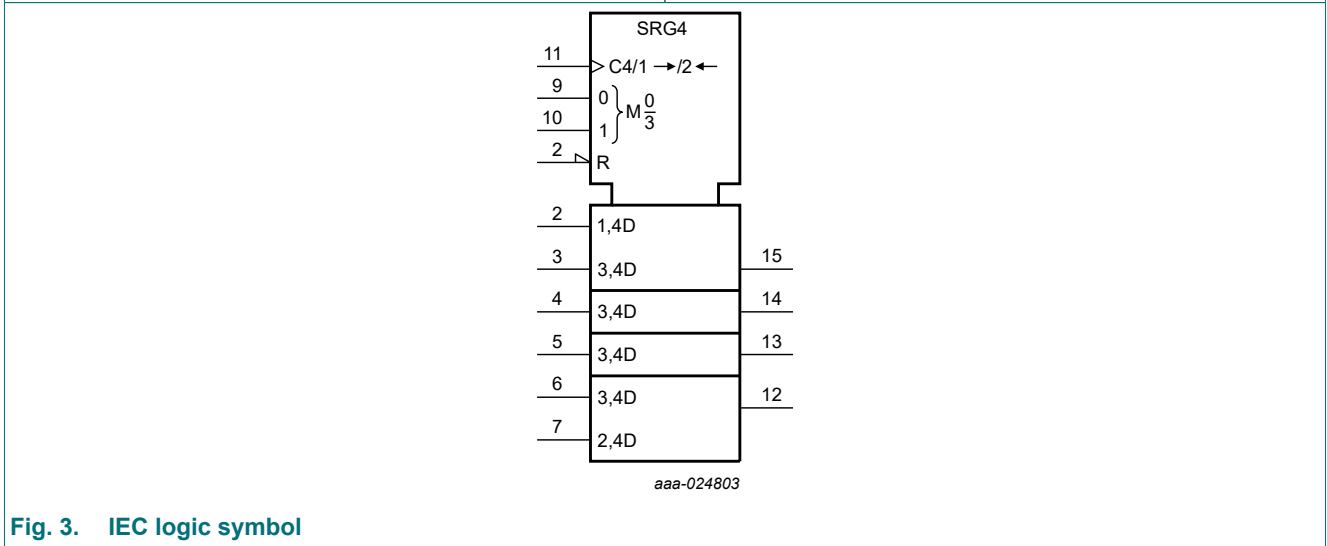 SRG4
11
C4/1 →/2 ←
9
0
M 0/3
10
1
2
R
2
1,4D
3
3,4D
15
4
3,4D
14
5
3,4D
13
6
3,4D
12
7
2,4D
aaa-024803
Fig. 3. IEC logic symbol